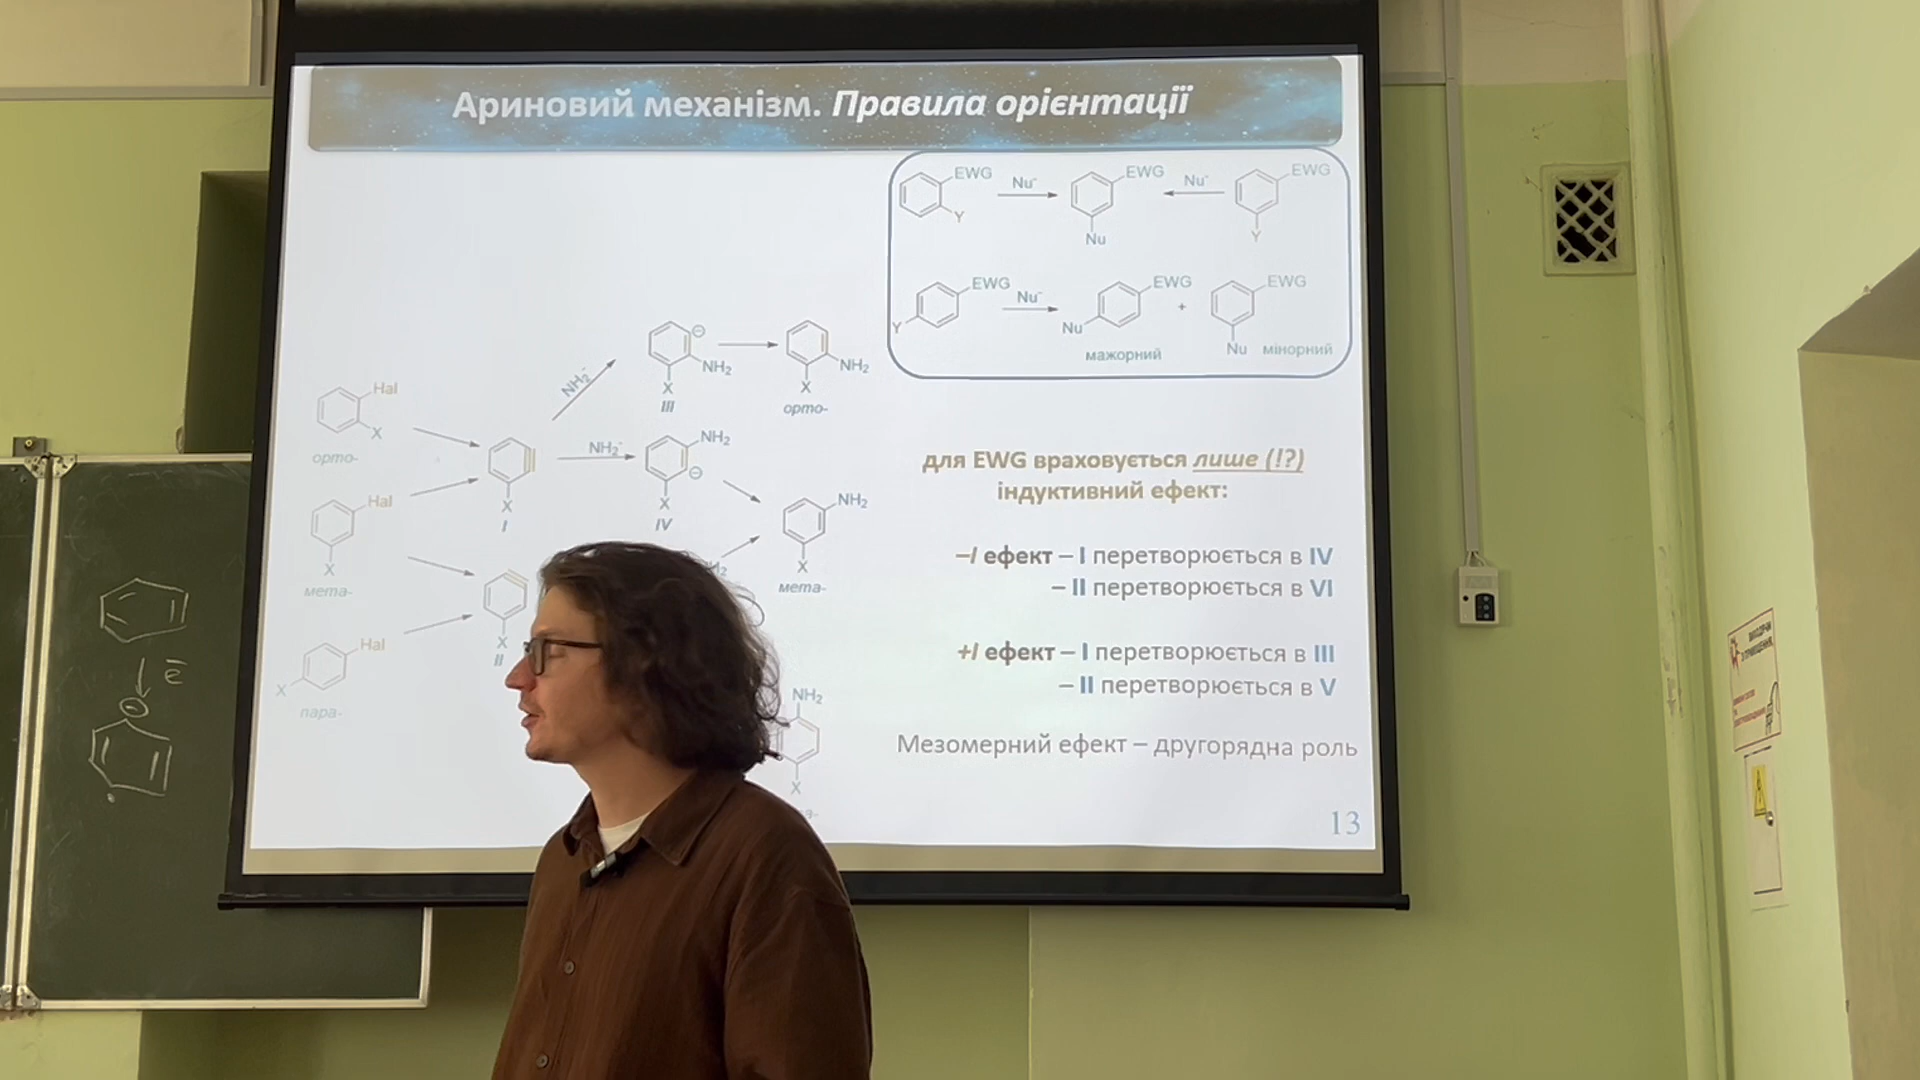 Ариновий механізм. Правила орієнтації
EWG
Y
Nu⁻
EWG
Nu
Nu⁻
EWG
Y
EWG
Y
Nu⁻
EWG
Nu
мажорний
+
EWG
Nu
мінорний
Hal
X
орто-
Hal
X
мета-
Hal
X
пара-
X
I
X
II
NH₂⁻
NH₂⁻
⊖
NH₂
X
III
NH₂
X
орто-
NH₂
⊖
X
IV
NH₂
X
мета-
NH₂
X
для EWG враховується лише (!?)
індуктивний ефект:
–I ефект – I перетворюється в IV
– II перетворюється в VI
+I ефект – I перетворюється в III
– II перетворюється в V
Мезомерний ефект – другорядна роль
13
ē